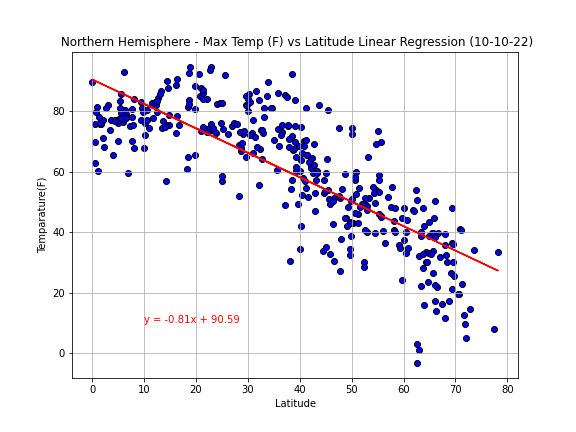 Northern Hemisphere - Max Temp (F) vs Latitude Linear Regression (10-10-22)
80
60
40
20
0
Temparature(F)
y = -0.81x + 90.59
0 10 20 30 40 50 60 70 80
Latitude